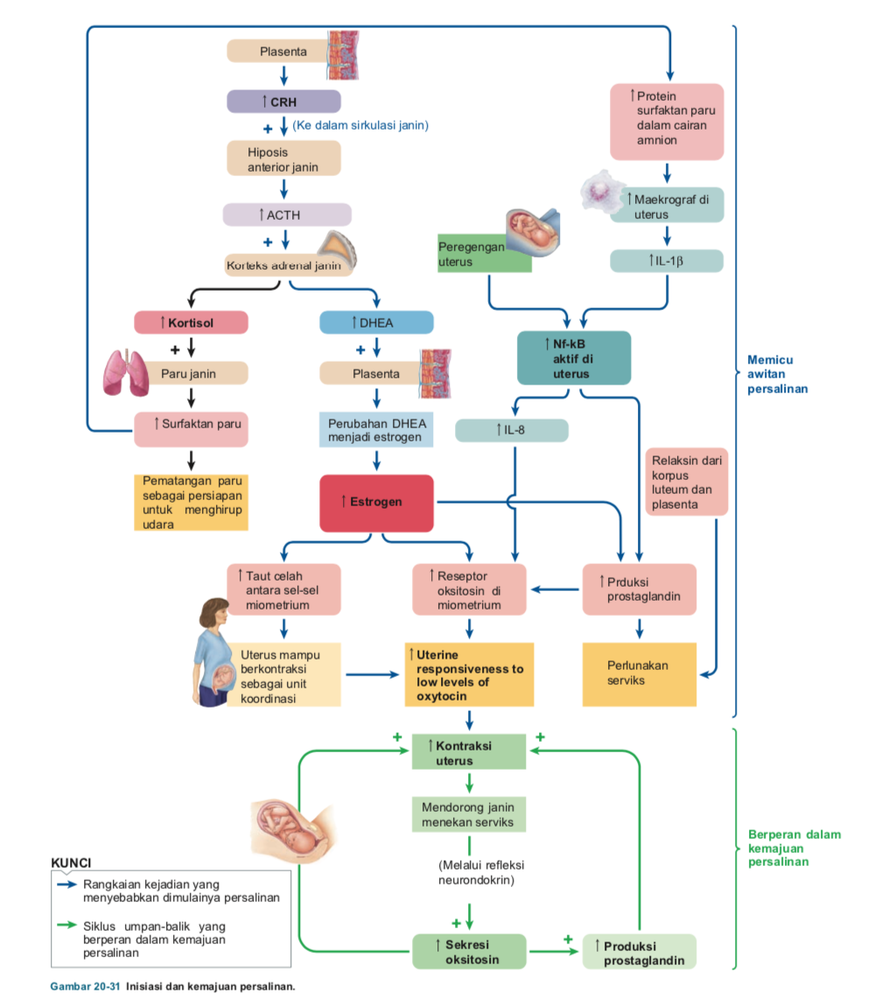 Plasenta
↑ CRH
+ (Ke dalam sirkulasi janin)
Hiposis
anterior janin
↑ ACTH
+
Korteks adrenal janin
↑ Kortisol
+
Paru janin
↑ Surfaktan paru
Pematangan paru
sebagai persiapan
untuk menghirup
udara
↑ DHEA
+
Plasenta
Perubahan DHEA
menjadi estrogen
↑ Estrogen
↑ Protein
surfaktan paru
dalam cairan
amnion
↑ Maekrograf di
uterus
↑ IL-1β
Peregengan
uterus
↑ Nf-kB
aktif di
uterus
↑ IL-8
Relaksin dari
korpus
luteum dan
plasenta
↑ Taut celah
antara sel-sel
miometrium
↑ Reseptor
oksitosin di
miometrium
↑ Prduksi
prostaglandin
Uterus mampu
berkontraksi
sebagai unit
koordinasi
↑ Uterine
responsiveness to
low levels of
oxytocin
Perlunakan
serviks
Memicu
awitan
persalinan
+ +
↑ Kontraksi
uterus
Mendorong janin
menekan serviks
(Melalui refleksi
neurondokrin)
+
↑ Sekresi
oksitosin
+
↑ Produksi
prostaglandin
Berperan dalam
kemajuan
persalinan
KUNCI
Rangkaian kejadian yang
menyebabkan dimulainya persalinan
Siklus umpan-balik yang
berperan dalam kemajuan
persalinan
Gambar 20-31 Inisiasi dan kemajuan persalinan.